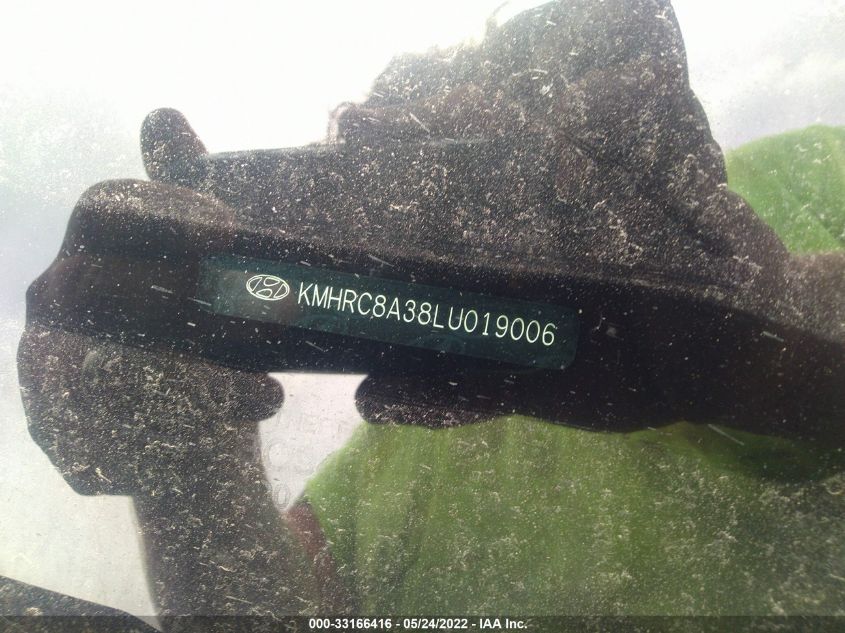 KMHRC8A38LU019006
000-33166416 - 05/24/2022 - IAA Inc.